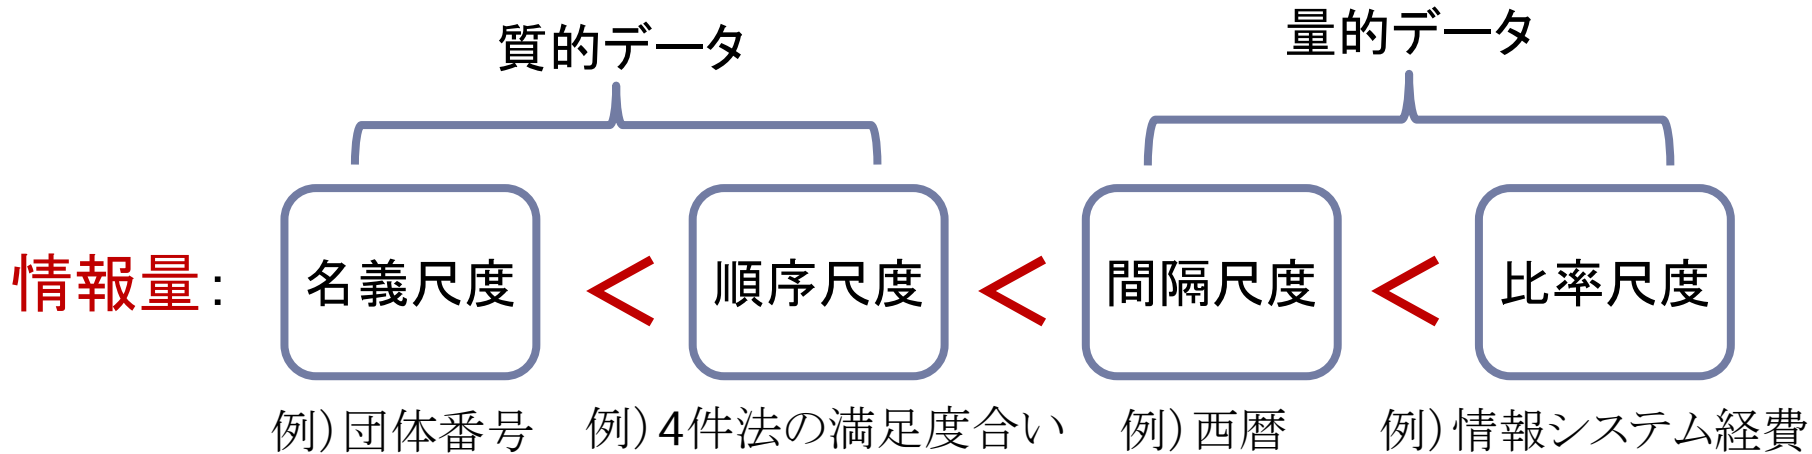 質的データ
量的データ
情報量: 名義尺度 < 順序尺度 < 間隔尺度 < 比率尺度
例)団体番号
例)4件法の満足度合い
例)西暦
例)情報システム経費